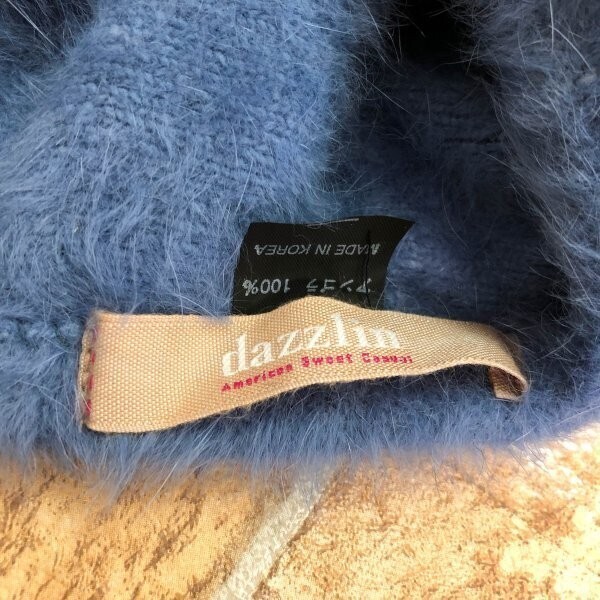 dazzlin
American Sweet Casual
アンゴラ 100%
MADE IN KOREA